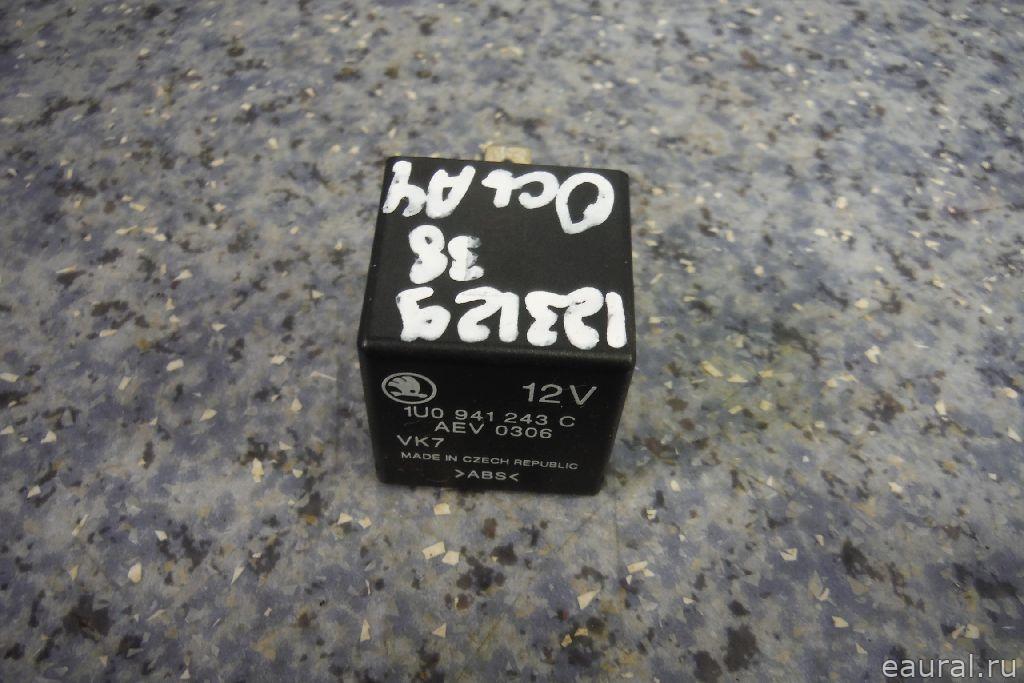 123129
38
Oct A4
12V
1U0 941 243 C
AEV 0306
VK7
MADE IN CZECH REPUBLIC
>ABS<
eaural.ru